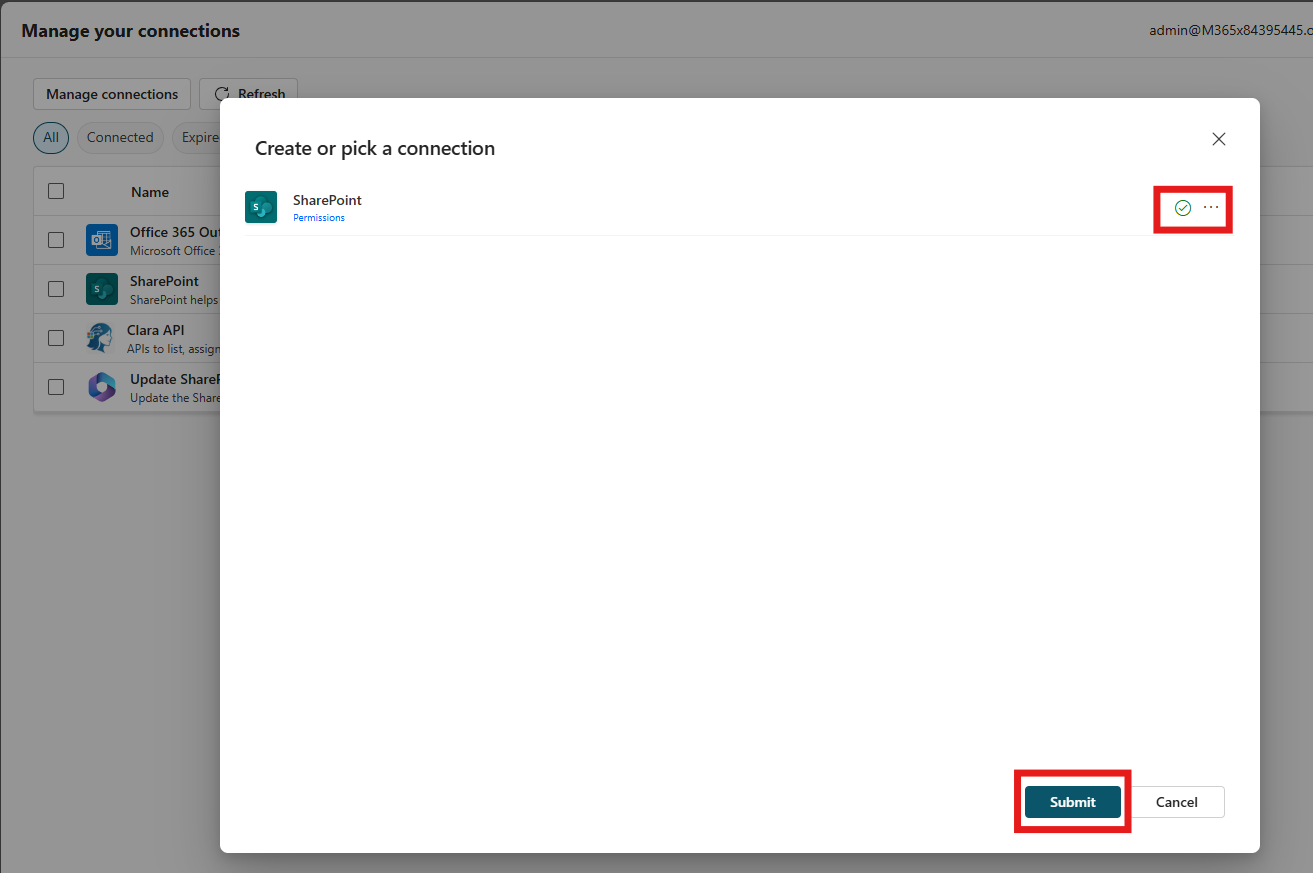 Manage your connections
admin@M365x84395445.o
Manage connections
Refresh
All
Connected
Expire
Name
Office 365 Out
Microsoft Office
SharePoint
SharePoint helps
Clara API
APIs to list, assign
Update ShareP
Update the Share
Create or pick a connection
SharePoint
Permissions
Submit
Cancel